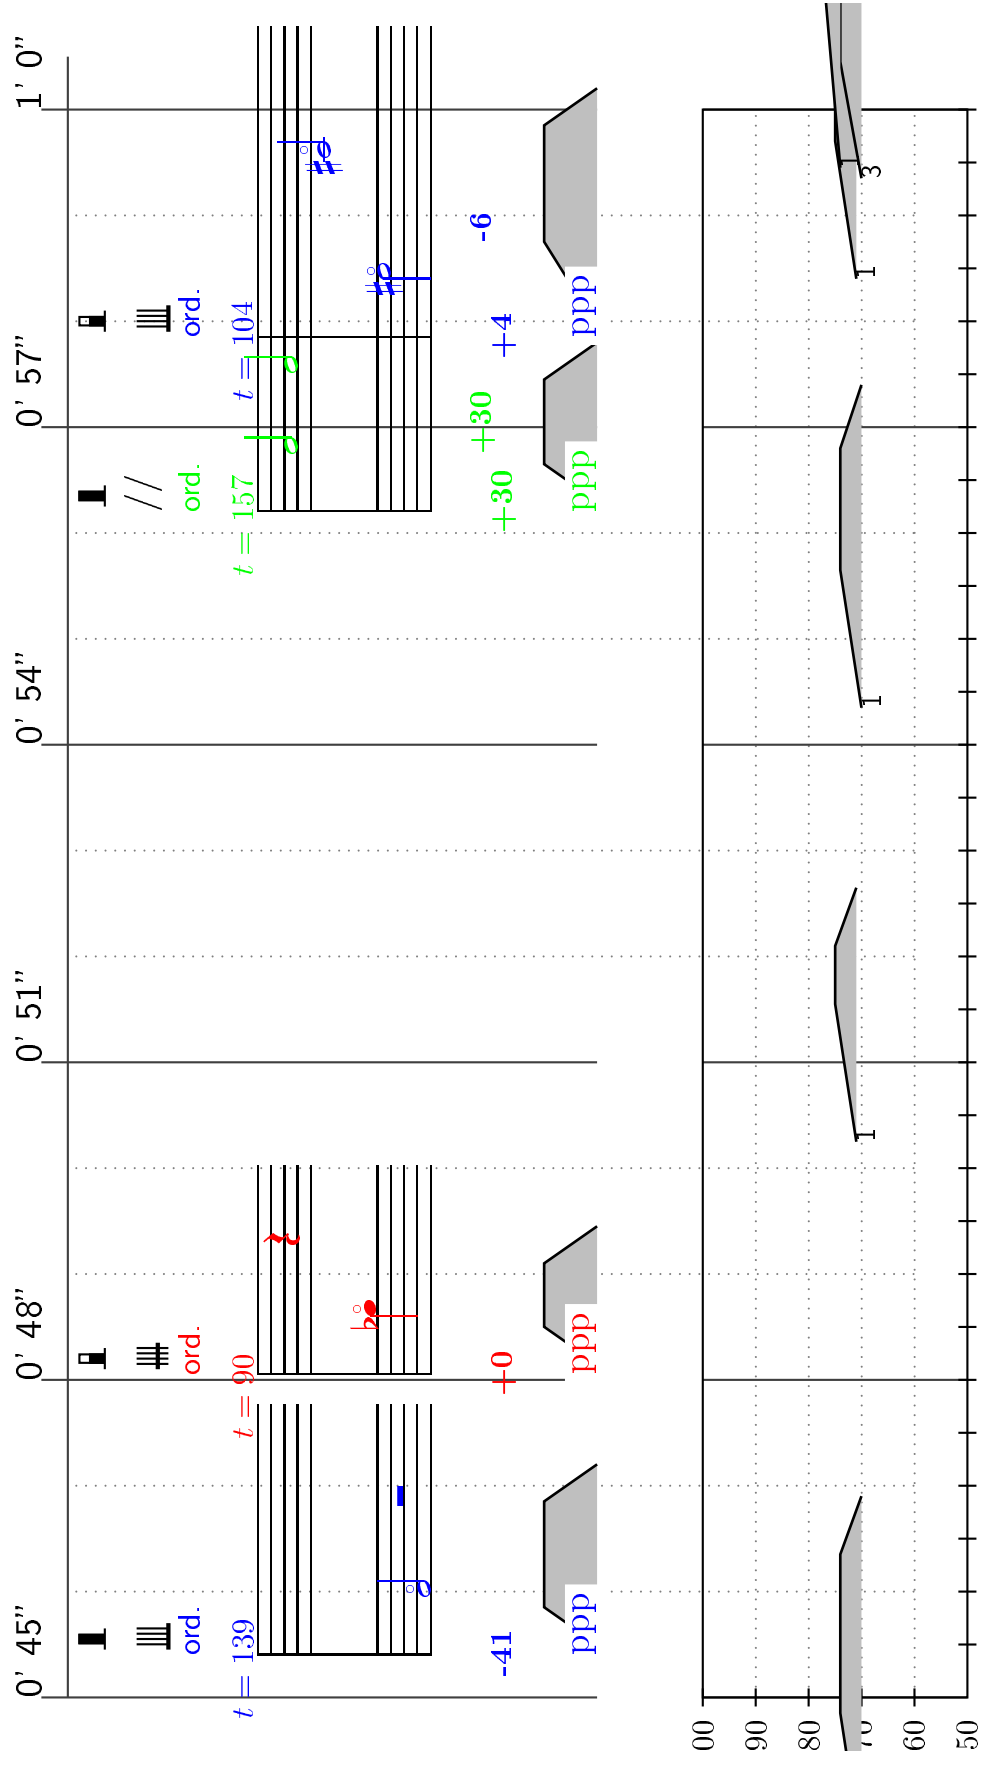 0' 45” 0' 48” 0' 51” 0' 54” 0' 57” 1' 0”
ord. ord. ord. ord.
t = 139 t = 90 t = 157 t = 104
+30 -6
-41 +0 +30 +4
ppp ppp ppp ppp
00
90
80
70
60
50
1 1 1 1 3